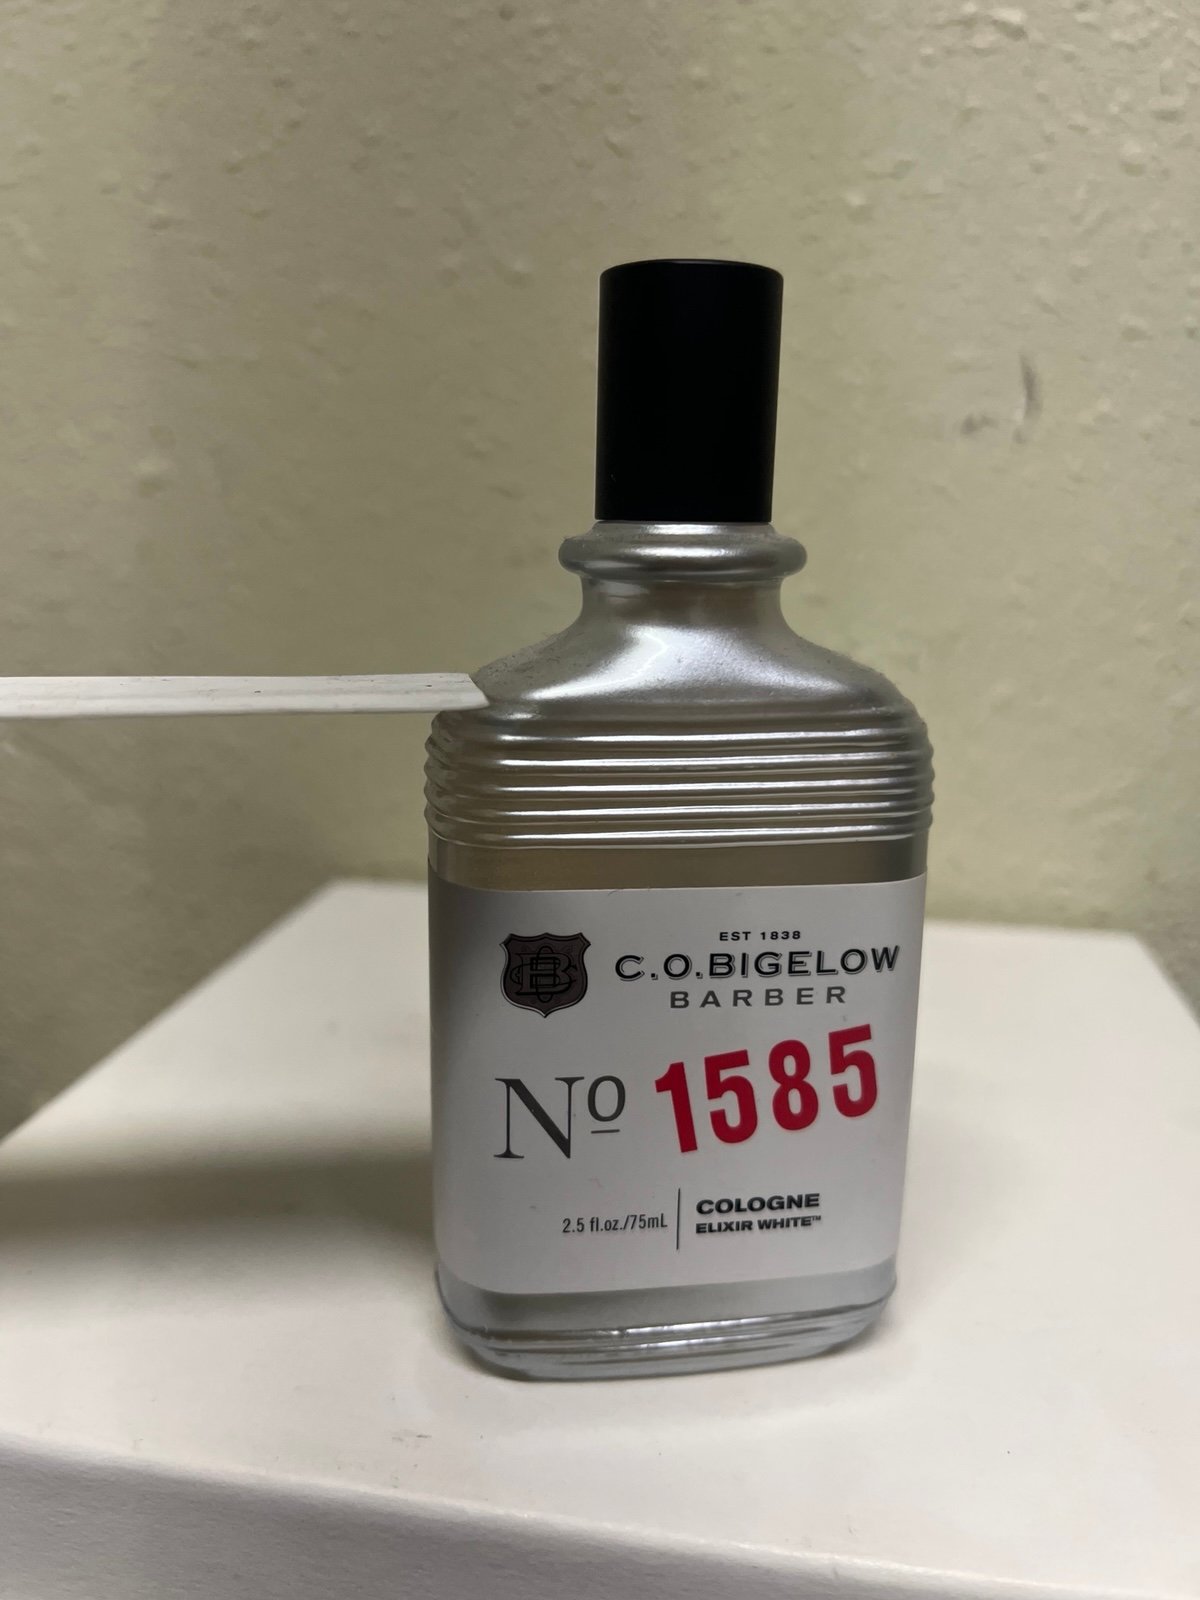 EST 1838
C.O.BIGELOW
BARBER
Nº 1585
2.5 fl.oz./75mL
COLOGNE
ELIXIR WHITE™